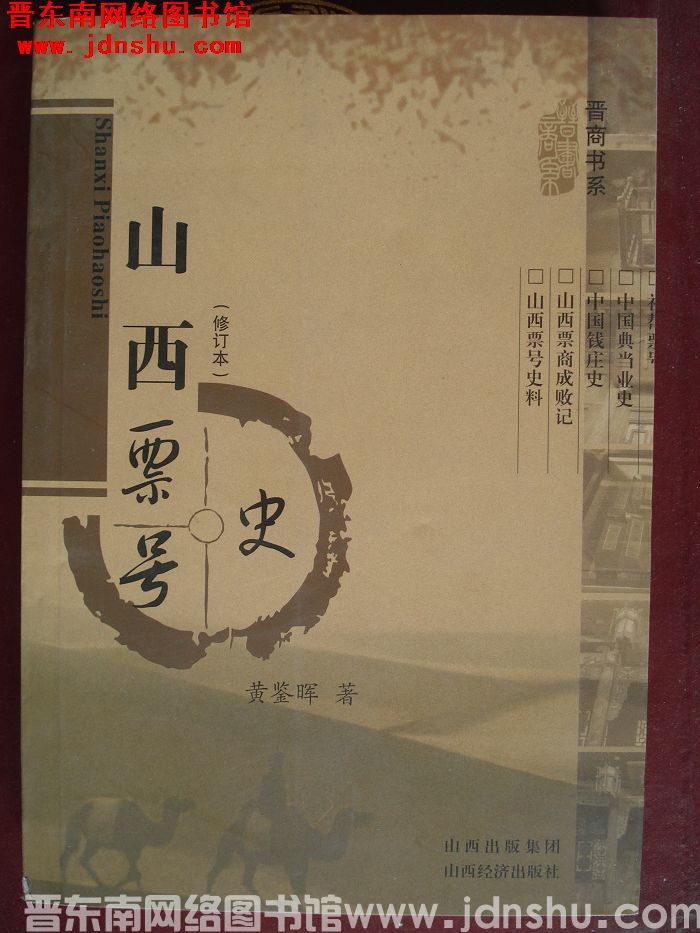 晋东南网络图书馆
www.jdnshu.com
Shanxi Piaohaoshi
山西票号史
(修订本)
晋商书系
中国典当业史
中国钱庄史
山西票商成败记
山西票号史料
黄鉴晖 著
山西出版集团
山西经济出版社
晋东南网络图书馆 www.jdnshu.com